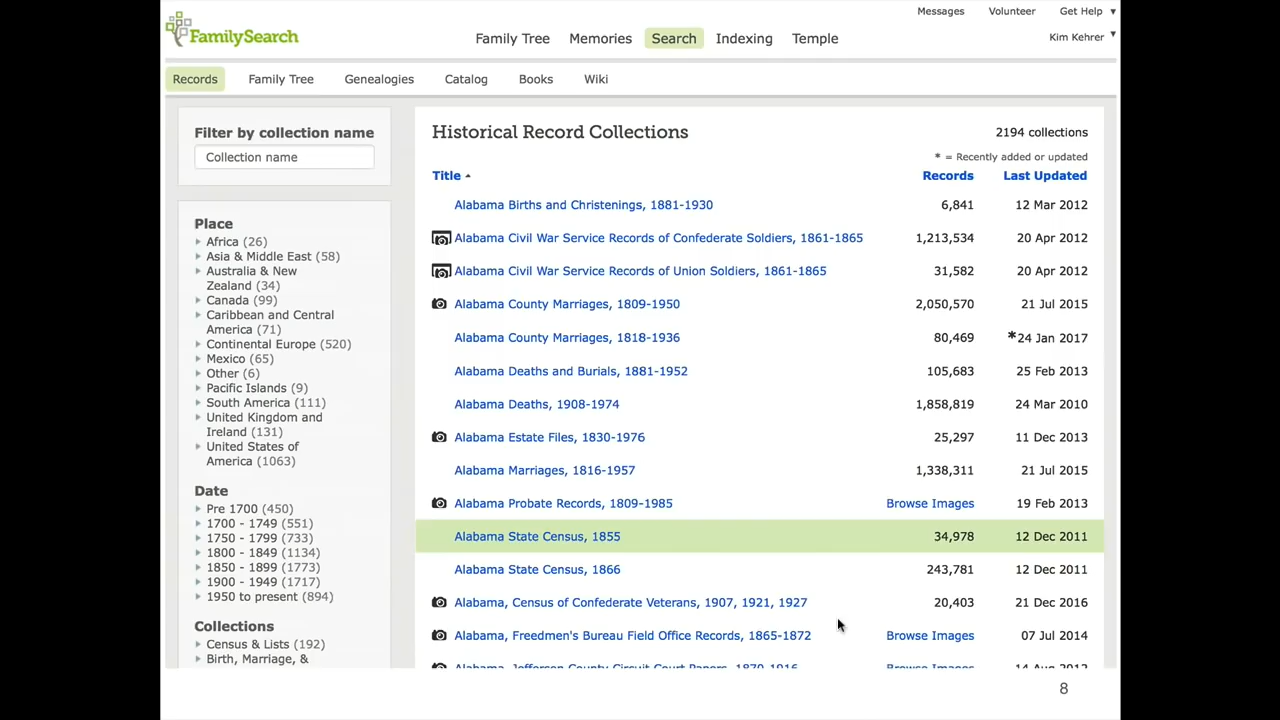 Messages Volunteer Get Help
FamilySearch
Family Tree Memories Search Indexing Temple
Kim Kehrer
Records Family Tree Genealogies Catalog Books Wiki
Filter by collection name
Collection name
Place
Africa (26)
Asia & Middle East (58)
Australia & New
Zealand (34)
Canada (99)
Caribbean and Central
America (71)
Continental Europe (520)
Mexico (65)
Other (6)
Pacific Islands (9)
South America (111)
United Kingdom and
Ireland (131)
United States of
America (1063)
Date
Pre 1700 (450)
1700 - 1749 (551)
1750 - 1799 (733)
1800 - 1849 (1134)
1850 - 1899 (1773)
1900 - 1949 (1717)
1950 to present (894)
Collections
Census & Lists (192)
Birth, Marriage, &
Historical Record Collections 2194 collections
* = Recently added or updated
Title Records Last Updated
Alabama Births and Christenings, 1881-1930 6,841 12 Mar 2012
Alabama Civil War Service Records of Confederate Soldiers, 1861-1865 1,213,534 20 Apr 2012
Alabama Civil War Service Records of Union Soldiers, 1861-1865 31,582 20 Apr 2012
Alabama County Marriages, 1809-1950 2,050,570 21 Jul 2015
Alabama County Marriages, 1818-1936 80,469 *24 Jan 2017
Alabama Deaths and Burials, 1881-1952 105,683 25 Feb 2013
Alabama Deaths, 1908-1974 1,858,819 24 Mar 2010
Alabama Estate Files, 1830-1976 25,297 11 Dec 2013
Alabama Marriages, 1816-1957 1,338,311 21 Jul 2015
Alabama Probate Records, 1809-1985 Browse Images 19 Feb 2013
Alabama State Census, 1855 34,978 12 Dec 2011
Alabama State Census, 1866 243,781 12 Dec 2011
Alabama, Census of Confederate Veterans, 1907, 1921, 1927 20,403 21 Dec 2016
Alabama, Freedmen's Bureau Field Office Records, 1865-1872 Browse Images 07 Jul 2014
Alabama, Jefferson County Circuit Court Papers, 1870-1916 Browse Images 14 Aug
8